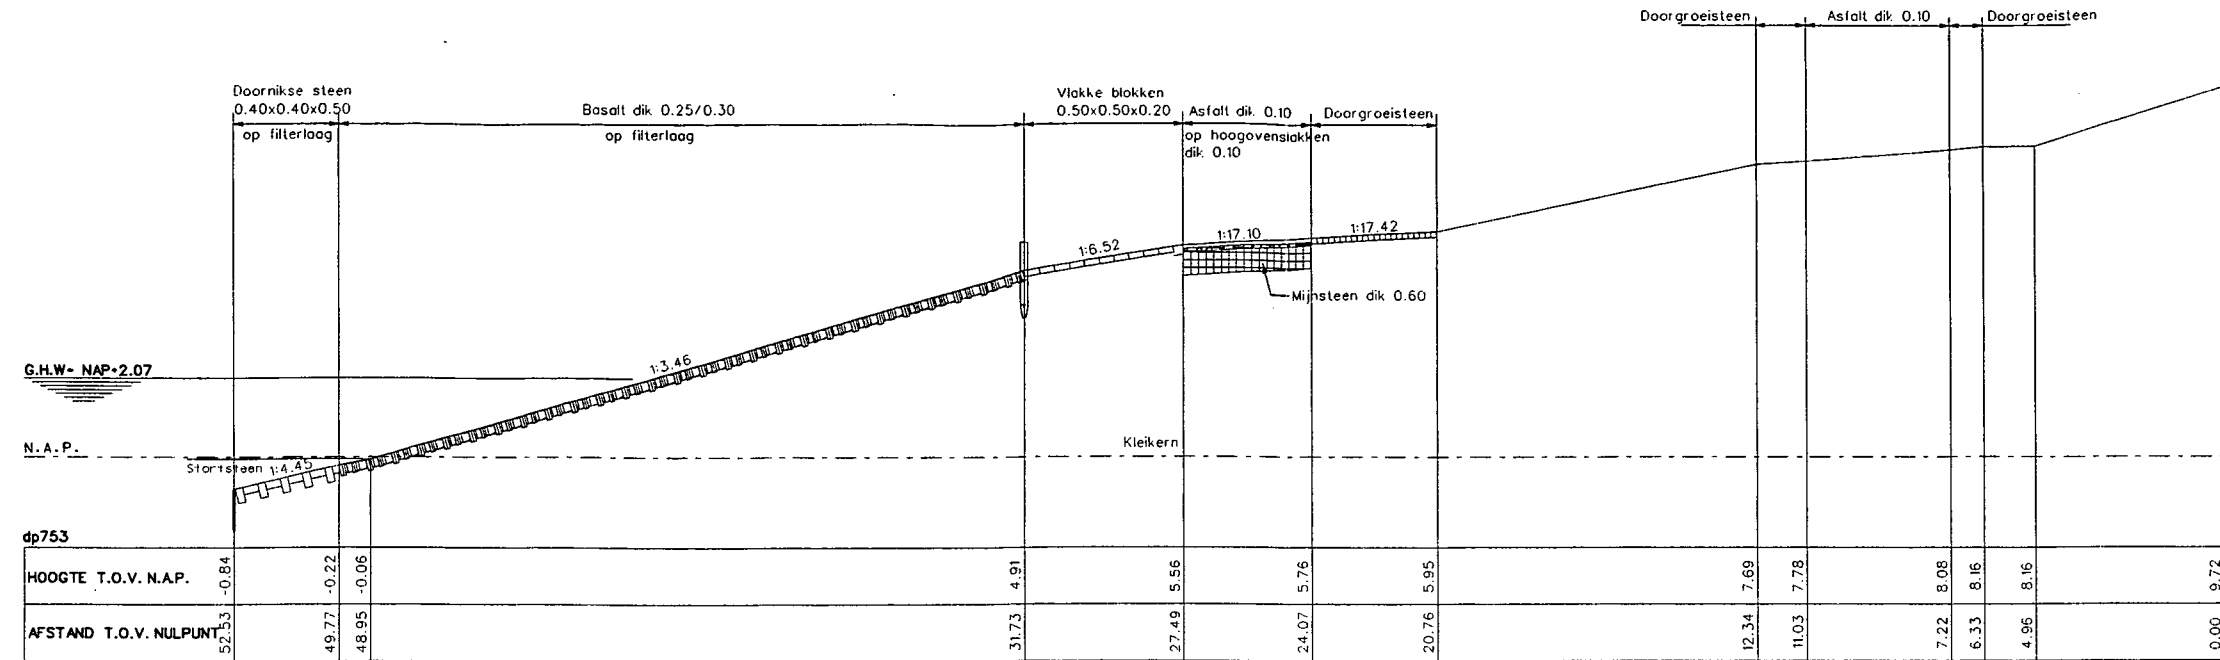 Doorgroeisteen
Asfalt dik 0.10
Doorgroeisteen
Doornikse steen
0.40x0.40x0.50
op filterlaag
Basalt dik 0.25/0.30
op filterlaag
Vlakke blokken
0.50x0.50x0.20
Asfalt dik 0.10
op hoogovenslakken
dik 0.10
Doorgroeisteen
1:6.52
1:17.10
1:17.42
Mijnsteen dik 0.60
1:3.46
G.H.W= NAP+2.07
Kleikern
N.A.P.
Stortsteen
1:4.45
dp753
HOOGTE T.O.V. N.A.P. -0.84 -0.22 -0.06 4.91 5.56 5.76 5.95 7.69 7.78 8.08 8.16 8.16 9.72
AFSTAND T.O.V. NULPUNT 52.53 49.77 48.95 31.73 27.49 24.07 20.76 12.34 11.03 7.22 6.33 4.96 0.00